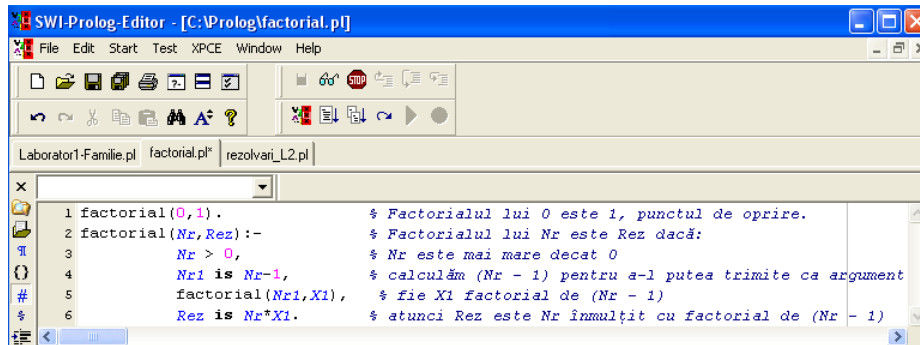 SWI-Prolog-Editor - [C:\Prolog\factorial.pl]
File Edit Start Test XPCE Window Help
Laborator1-Familie.pl factorial.pl* rezolvari_L2.pl
1 factorial(0,1). % Factorialul lui 0 este 1, punctul de oprire.
2 factorial(Nr,Rez):- % Factorialul lui Nr este Rez dacă:
3 Nr > 0, % Nr este mai mare decat 0
4 Nr1 is Nr-1, % calculăm (Nr - 1) pentru a-l putea trimite ca argument
5 factorial(Nr1,X1), % fie X1 factorial de (Nr - 1)
6 Rez is Nr*X1. % atunci Rez este Nr înmulțit cu factorial de (Nr - 1)